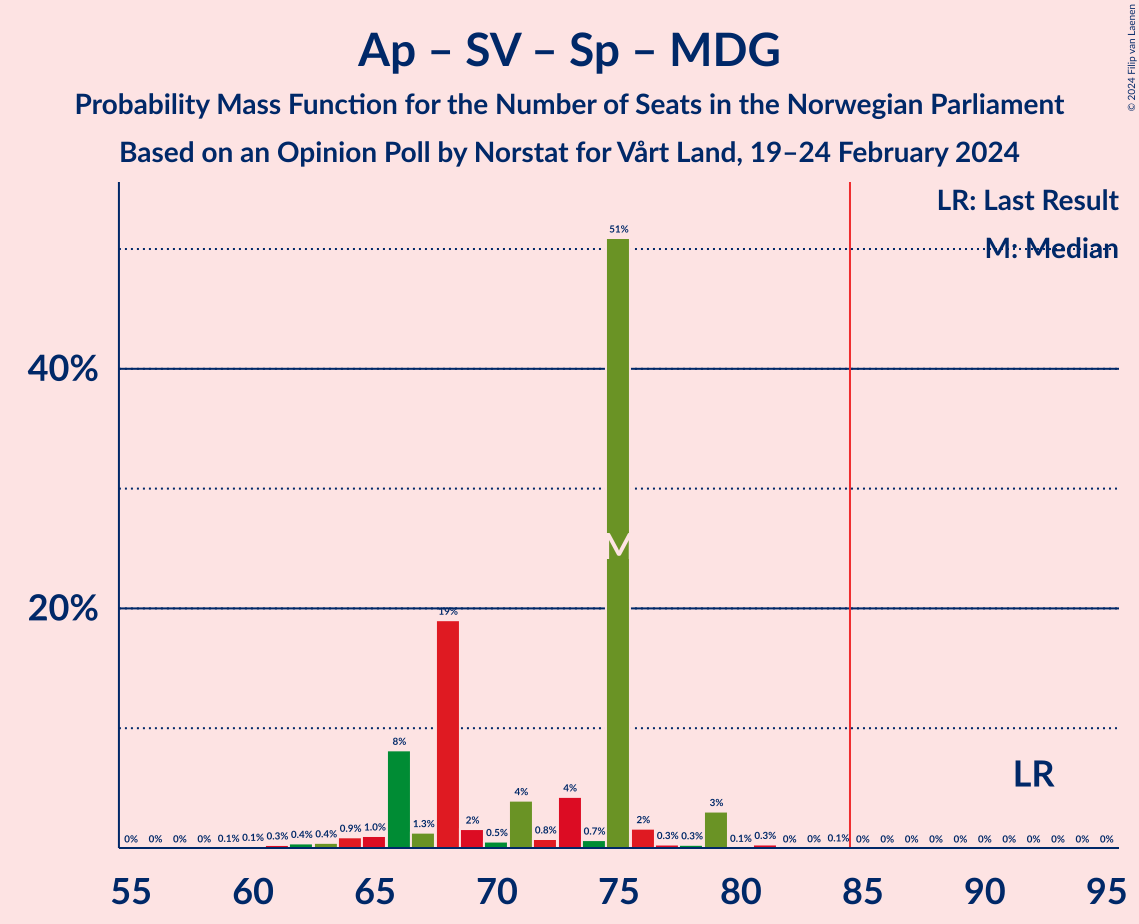 Ap – SV – Sp – MDG
Probability Mass Function for the Number of Seats in the Norwegian Parliament
Based on an Opinion Poll by Norstat for Vårt Land, 19–24 February 2024
© 2024 Filip van Laenen
LR: Last Result
M: Median
51%
40%
M
20%
19%
8%
LR
0% 0% 0% 0% 0.1% 0.1% 0.3% 0.4% 0.4% 0.9% 1.0% 1.3% 2% 0.5% 4% 0.8% 4% 0.7% 2% 0.3% 0.3% 3% 0.1% 0.3% 0% 0% 0.1% 0% 0% 0% 0% 0% 0% 0% 0% 0% 0% 0%
55 60 65 70 75 80 85 90 95